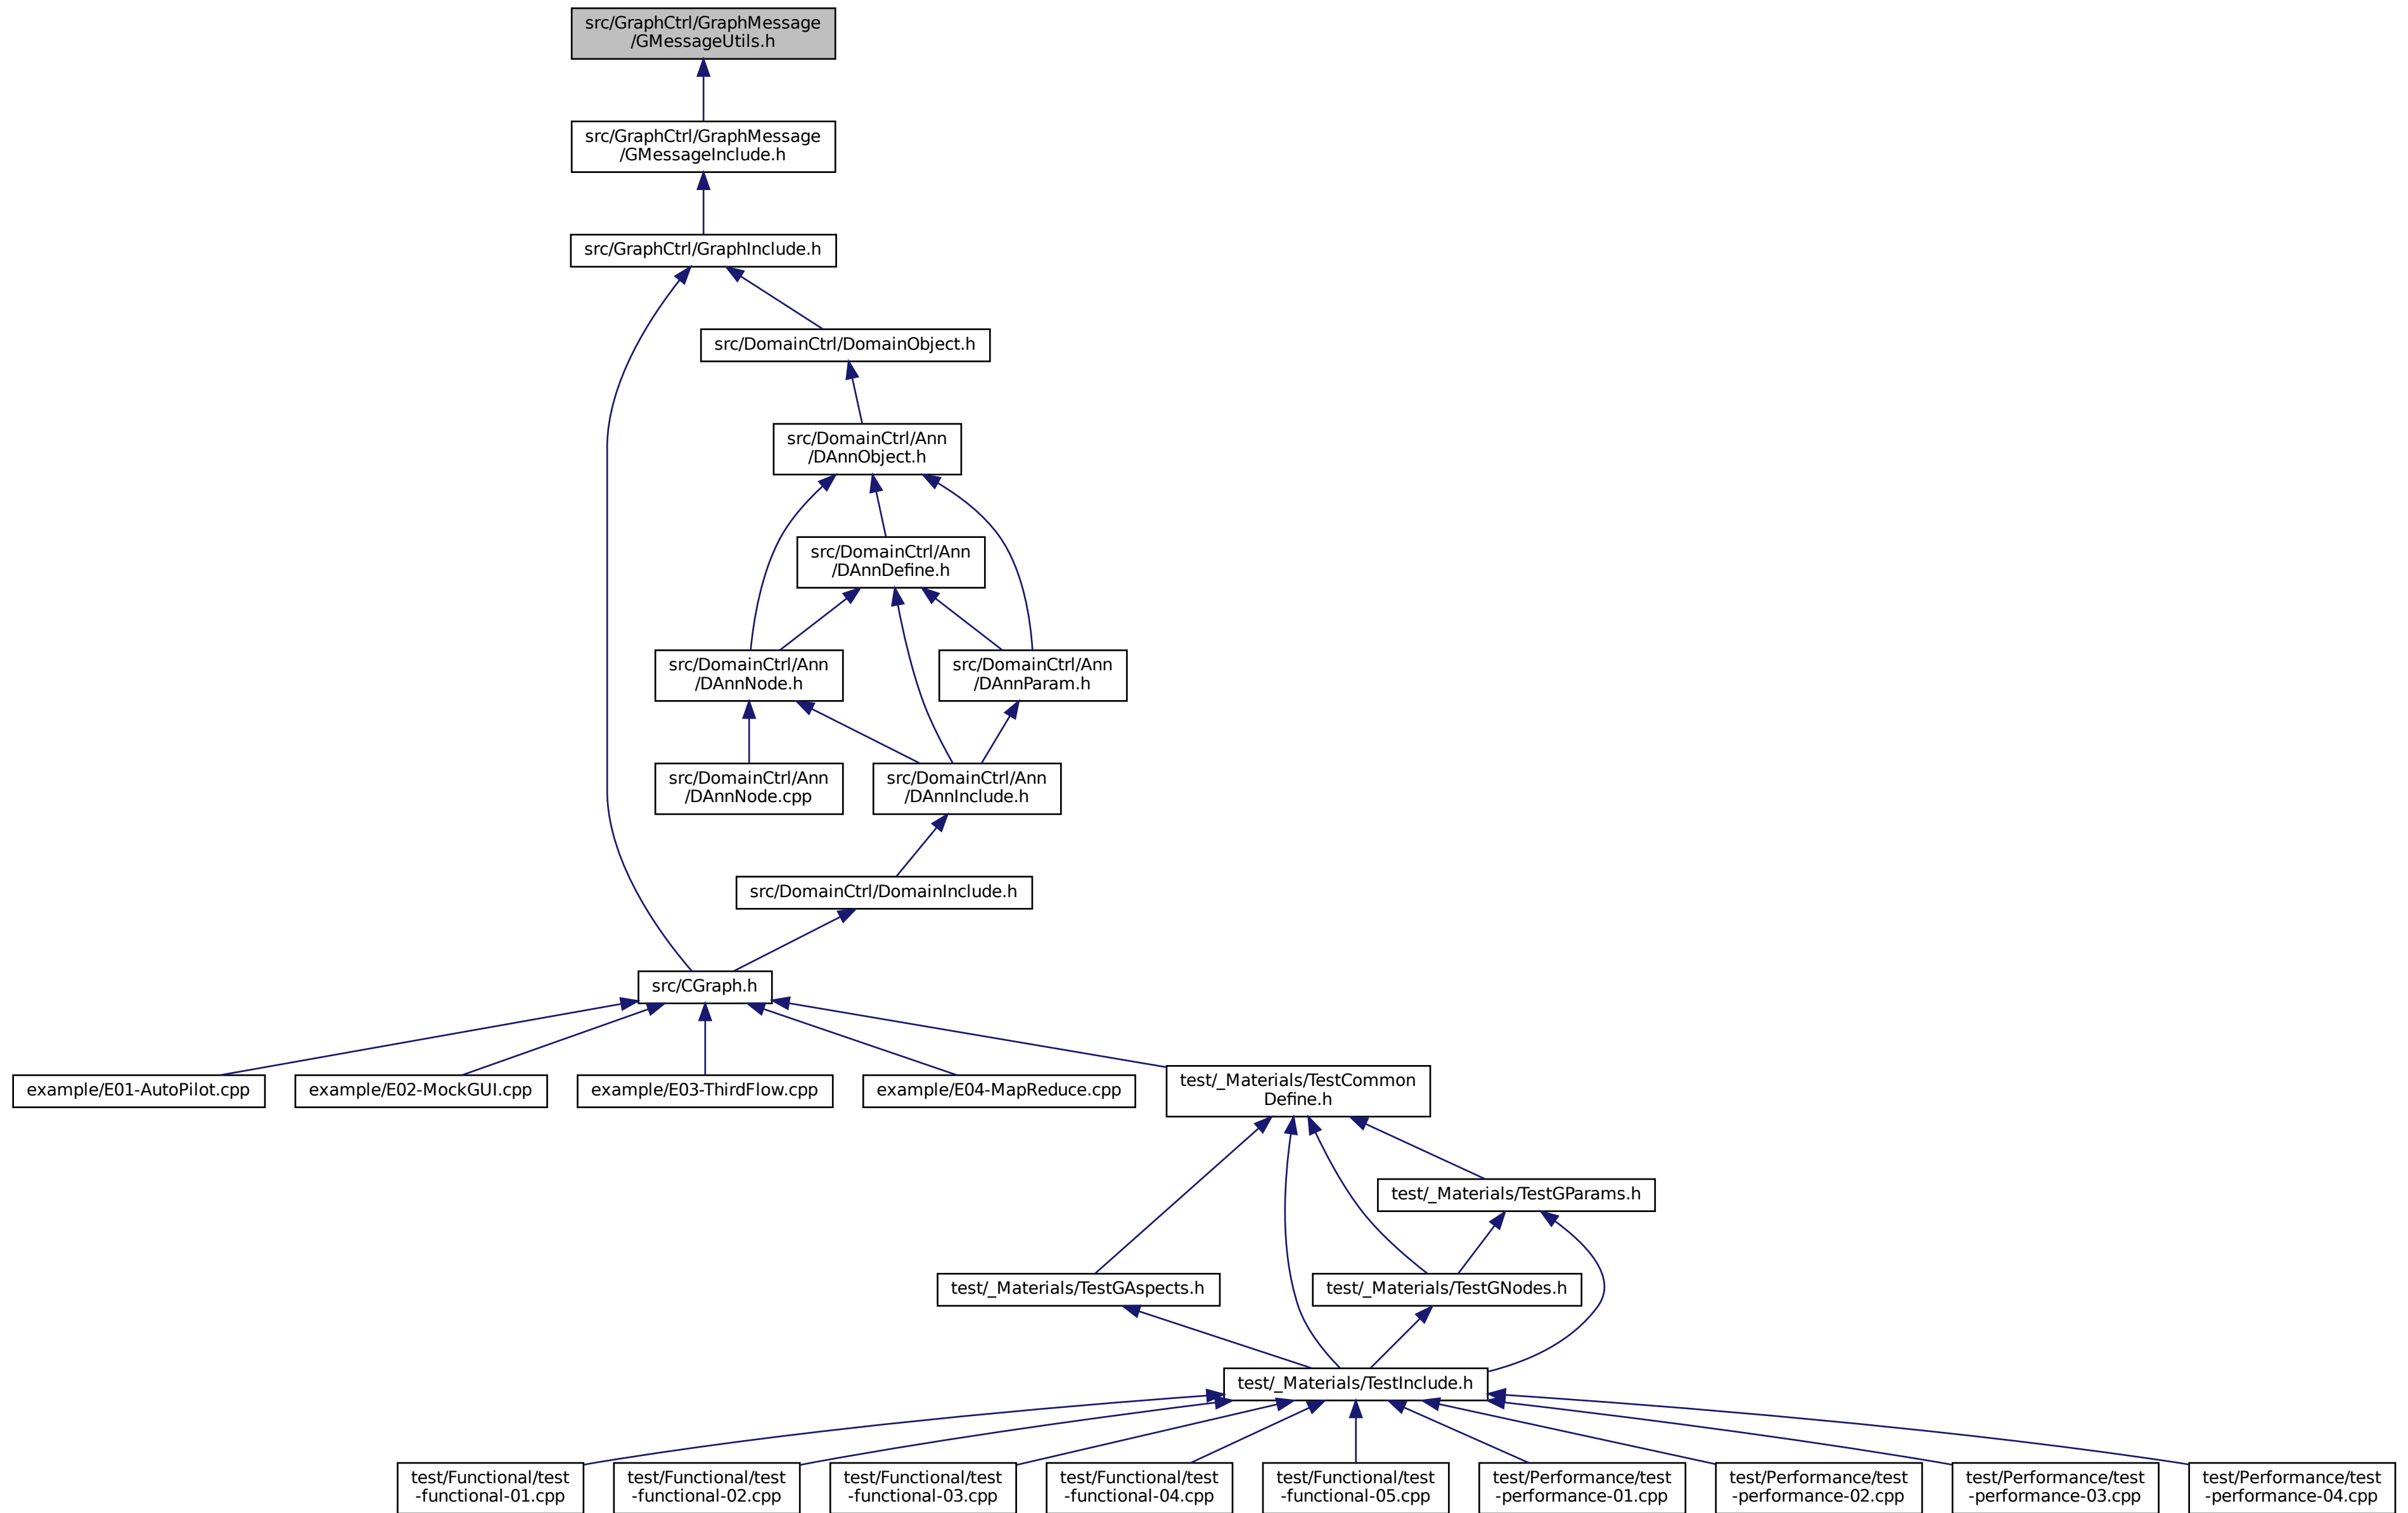 src/GraphCtrl/GraphMessage
/GMessageUtils.h
src/GraphCtrl/GraphMessage
/GMessageInclude.h
src/GraphCtrl/GraphInclude.h
src/DomainCtrl/DomainObject.h
src/DomainCtrl/Ann
/DAnnObject.h
src/DomainCtrl/Ann
/DAnnDefine.h
src/DomainCtrl/Ann
/DAnnNode.h
src/DomainCtrl/Ann
/DAnnParam.h
src/DomainCtrl/Ann
/DAnnNode.cpp
src/DomainCtrl/Ann
/DAnnInclude.h
src/DomainCtrl/DomainInclude.h
src/CGraph.h
example/E01-AutoPilot.cpp
example/E02-MockGUI.cpp
example/E03-ThirdFlow.cpp
example/E04-MapReduce.cpp
test/_Materials/TestCommon
Define.h
test/_Materials/TestGParams.h
test/_Materials/TestGAspects.h
test/_Materials/TestGNodes.h
test/_Materials/TestInclude.h
test/Functional/test
-functional-01.cpp
test/Functional/test
-functional-02.cpp
test/Functional/test
-functional-03.cpp
test/Functional/test
-functional-04.cpp
test/Functional/test
-functional-05.cpp
test/Performance/test
-performance-01.cpp
test/Performance/test
-performance-02.cpp
test/Performance/test
-performance-03.cpp
test/Performance/test
-performance-04.cpp